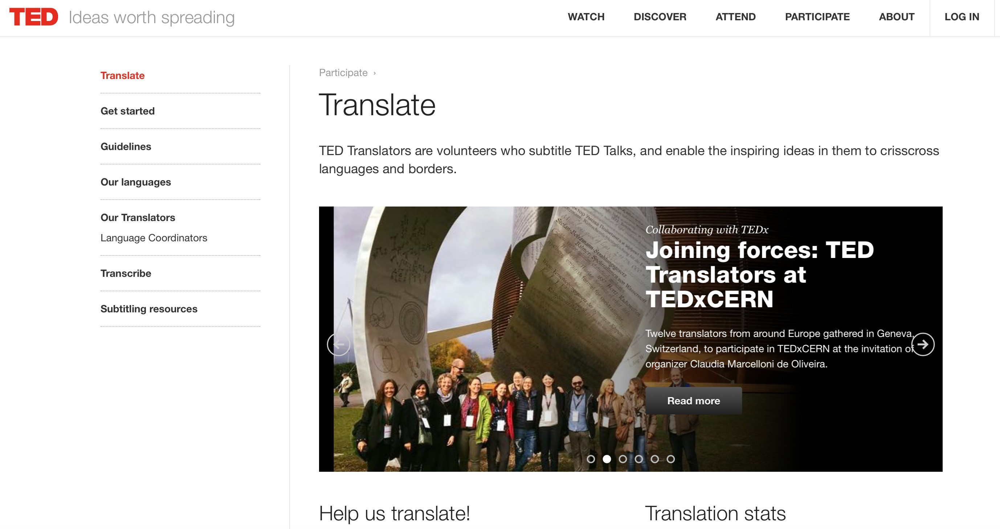 TED Ideas worth spreading
WATCH DISCOVER ATTEND PARTICIPATE ABOUT LOG IN
Translate
Get started
Guidelines
Our languages
Our Translators
Language Coordinators
Transcribe
Subtitling resources
Participate ›
Translate
TED Translators are volunteers who subtitle TED Talks, and enable the inspiring ideas in them to crisscross
languages and borders.
Collaborating with TEDx
Joining forces: TED
Translators at
TEDxCERN
Twelve translators from around Europe gathered in Geneva,
Switzerland, to participate in TEDxCERN at the invitation of
organizer Claudia Marcelloni de Oliveira.
Read more
Help us translate!
Translation stats